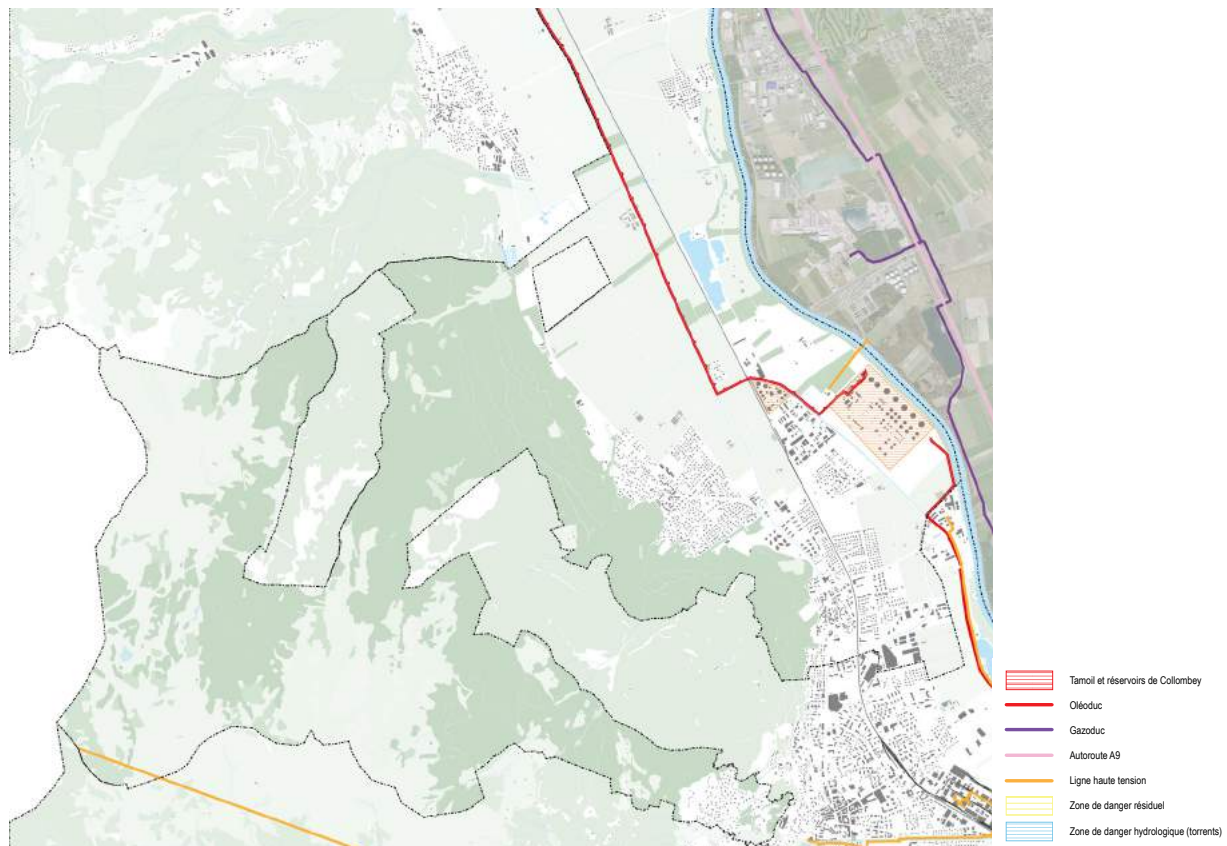 Tamoil et réservoirs de Collombey
Oléoduc
Gazoduc
Autoroute A9
Ligne haute tension
Zone de danger résiduel
Zone de danger hydrologique (torrents)